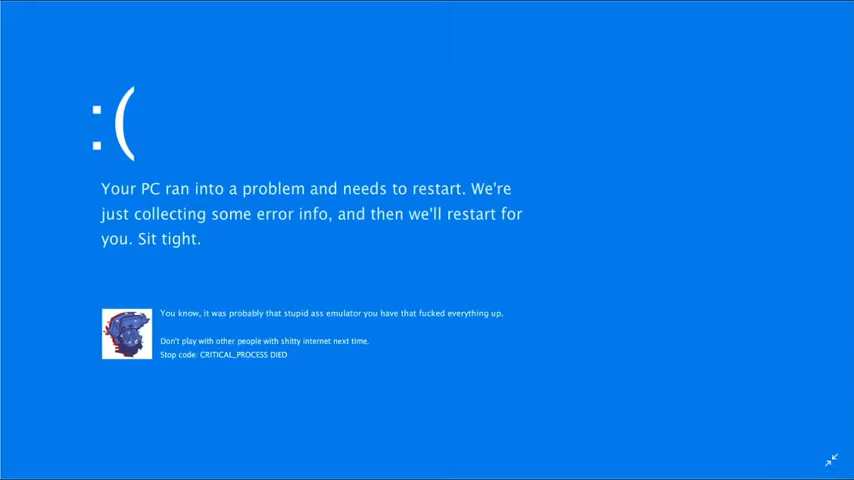 :(
Your PC ran into a problem and needs to restart. We're
just collecting some error info, and then we'll restart for
you. Sit tight.
You know, it was probably that stupid ass emulator you have that fucked everything up.
Don't play with other people with shitty internet next time.
Stop code: CRITICAL_PROCESS DIED